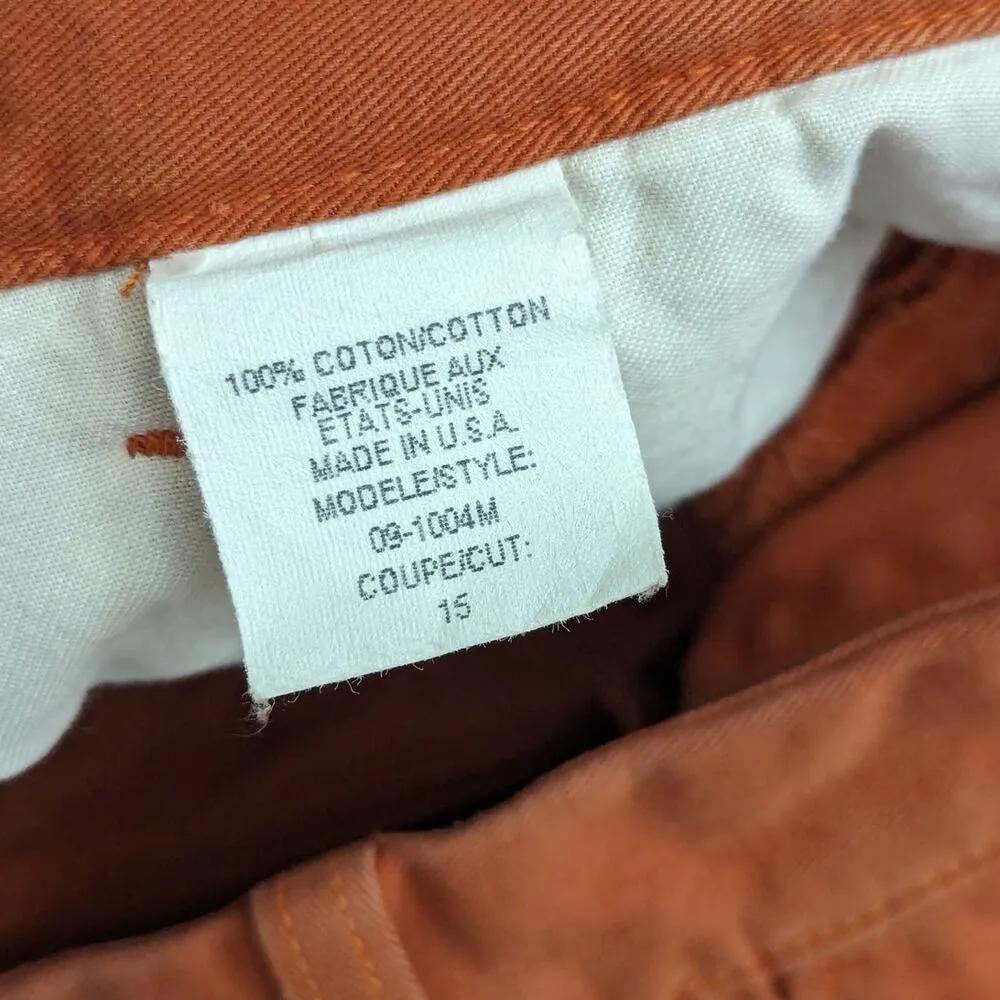 100% COTON/COTTON
FABRIQUE AUX
ETATS-UNIS
MADE IN U.S.A.
MODELE/STYLE:
09-1004M
COUPE/CUT:
15